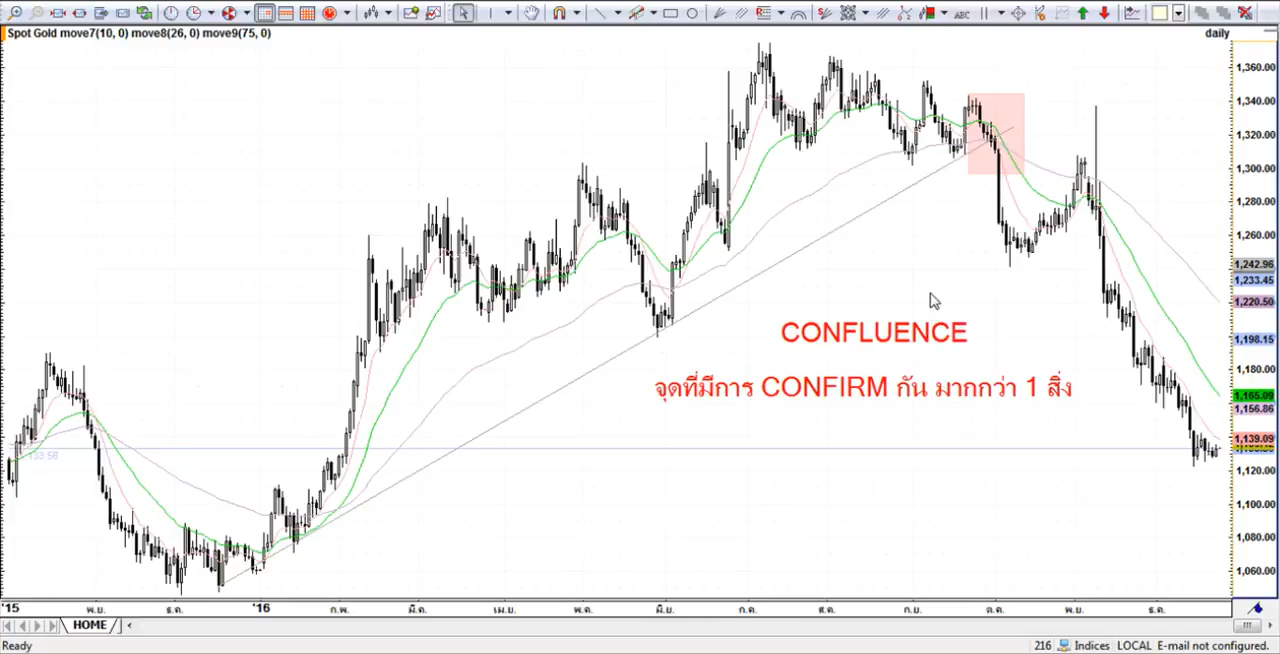 ABC
Spot Gold move7(10, 0) move8(26, 0) move9(75, 0)
daily
1,360.00
1,340.00
1,320.00
1,300.00
1,280.00
1,260.00
1,242.96
1,233.45
1,220.50
1,198.15
1,180.00
1,165.09
1,156.86
1,139.09
1,120.00
1,100.00
1,080.00
1,060.00
CONFLUENCE
จุดที่มีการ CONFIRM กัน มากกว่า 1 สิ่ง
133.56
'15 พ.ย. ธ.ค. '16 ก.พ. มี.ค. เม.ย. พ.ค. มิ.ย. ก.ค. ส.ค. ก.ย. ต.ค. พ.ย. ธ.ค.
HOME
Ready
216 Indices LOCAL E-mail not configured.